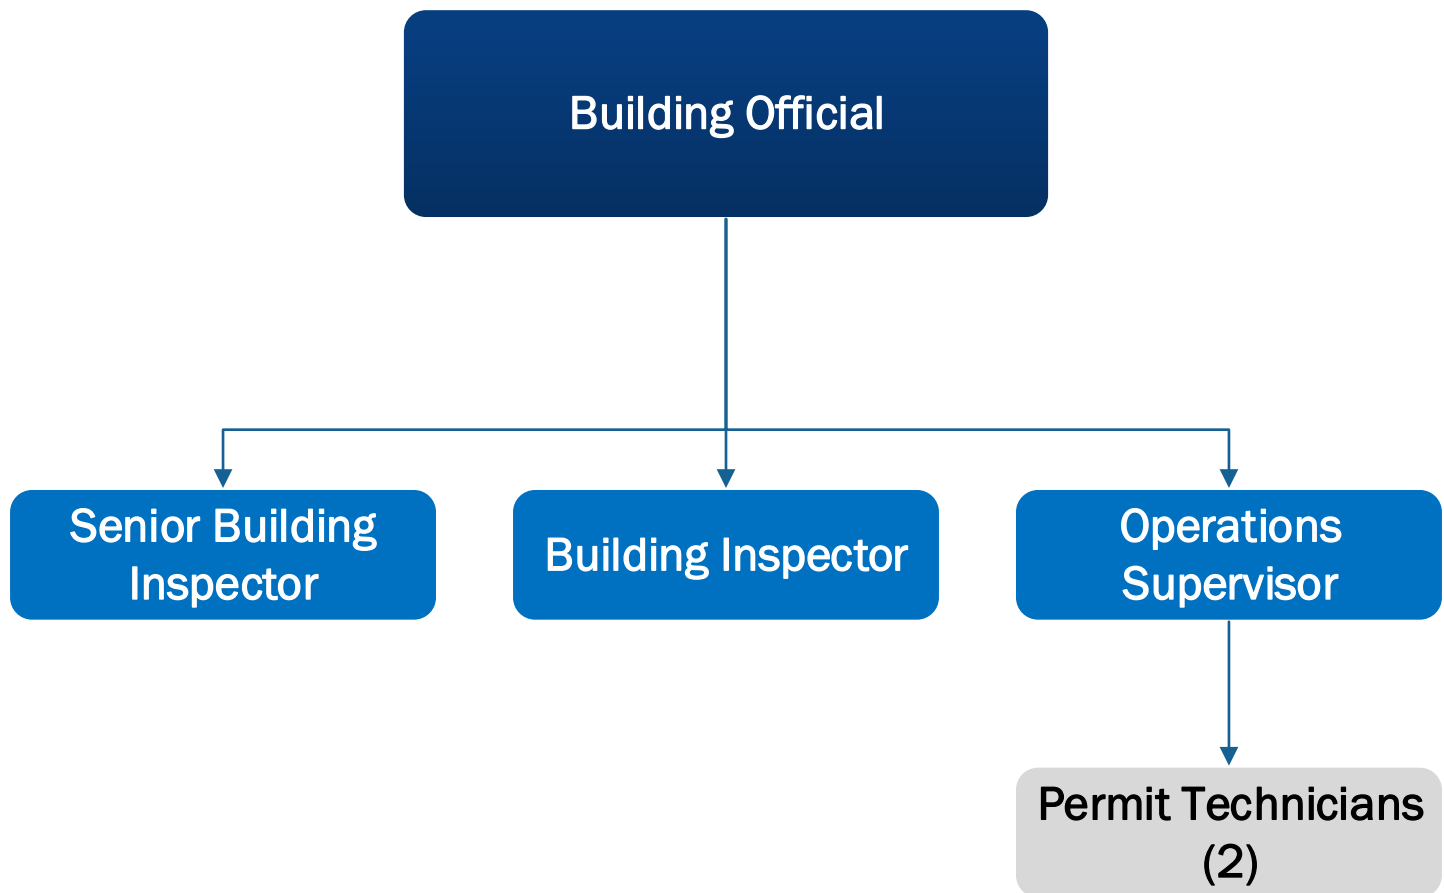 Building Official
Senior Building
Inspector
Building Inspector
Operations
Supervisor
Permit Technicians
(2)